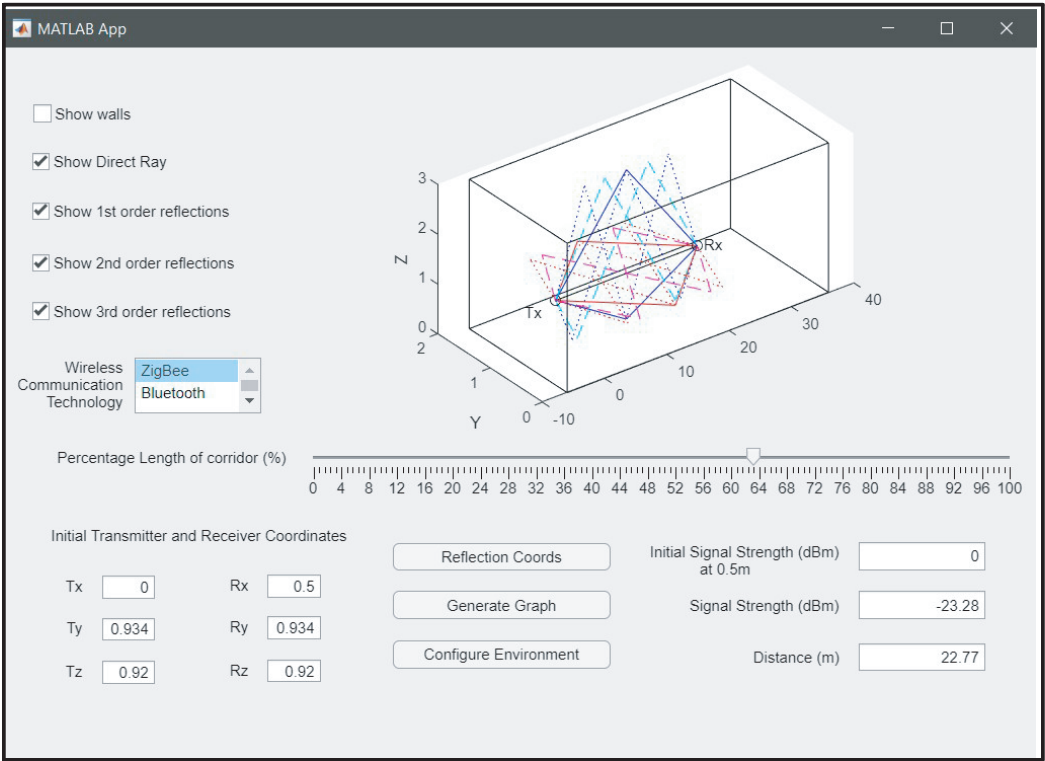 MATLAB App
Show walls
Show Direct Ray
Show 1st order reflections
Show 2nd order reflections
Show 3rd order reflections
Wireless
Communication
Technology
ZigBee
Bluetooth
3
2
1
0
Z
2
1
0
Y
-10
0
10
20
30
40
Tx
Rx
Percentage Length of corridor (%)
0 4 8 12 16 20 24 28 32 36 40 44 48 52 56 60 64 68 72 76 80 84 88 92 96 100
Initial Transmitter and Receiver Coordinates
Tx 0 Rx 0.5
Ty 0.934 Ry 0.934
Tz 0.92 Rz 0.92
Reflection Coords
Generate Graph
Configure Environment
Initial Signal Strength (dBm)
at 0.5m
0
Signal Strength (dBm) -23.28
Distance (m) 22.77